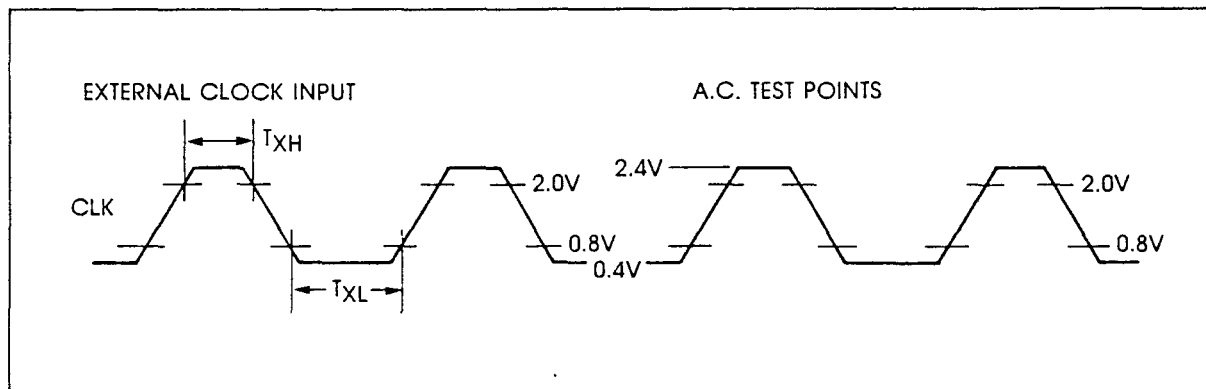 EXTERNAL CLOCK INPUT
A.C. TEST POINTS
TXH
2.4V
2.0V
2.0V
CLK
0.8V
0.8V
0.4V
TXL